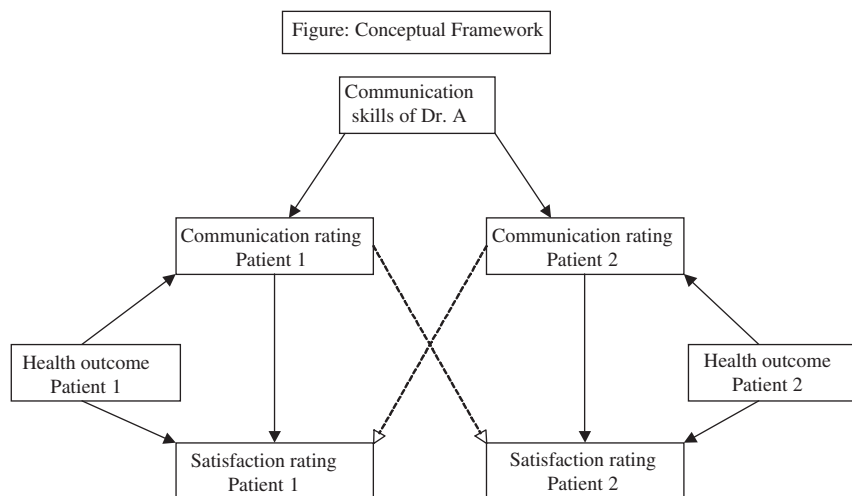 Figure: Conceptual Framework
Communication
skills of Dr. A
Communication rating
Patient 1
Communication rating
Patient 2
Health outcome
Patient 1
Health outcome
Patient 2
Satisfaction rating
Patient 1
Satisfaction rating
Patient 2